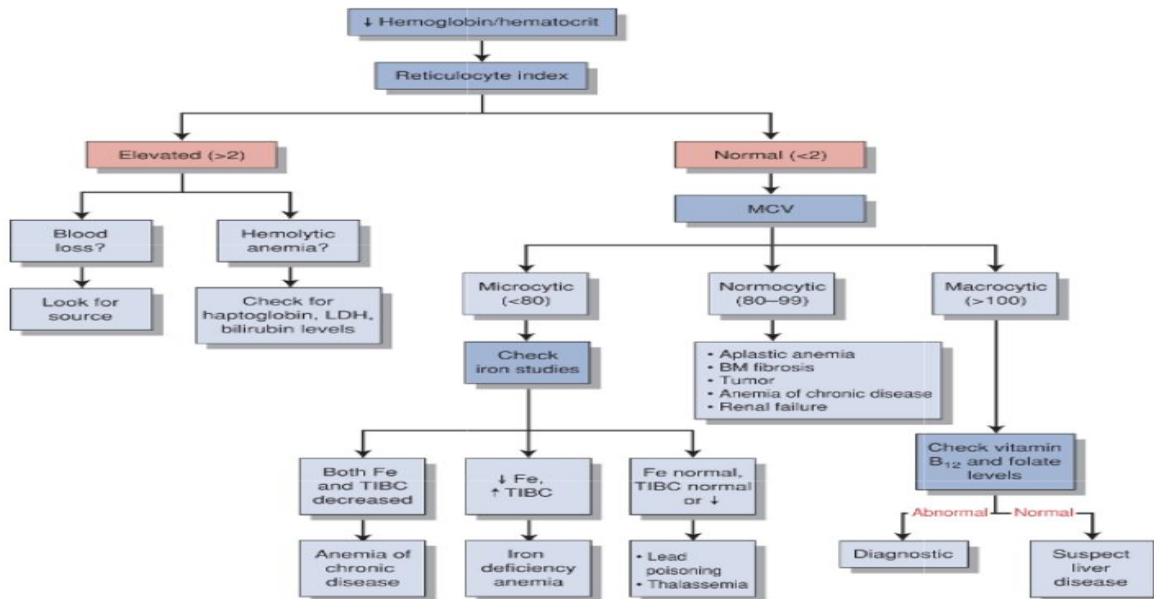 ↓ Hemoglobin/hematocrit
Reticulocyte index
Elevated (>2)
Normal (<2)
MCV
Blood
loss?
Hemolytic
anemia?
Look for
source
Check for
haptoglobin, LDH,
bilirubin levels
Microcytic
(<80)
Normocytic
(80–99)
Macrocytic
(>100)
Check
iron studies
• Aplastic anemia
• BM fibrosis
• Tumor
• Anemia of chronic disease
• Renal failure
Both Fe
and TIBC
decreased
↓ Fe,
↑ TIBC
Fe normal,
TIBC normal
or ↓
Check vitamin
B12 and folate
levels
Abnormal
Normal
Anemia of
chronic
disease
Iron
deficiency
anemia
• Lead
poisoning
• Thalassemia
Diagnostic
Suspect
liver
disease